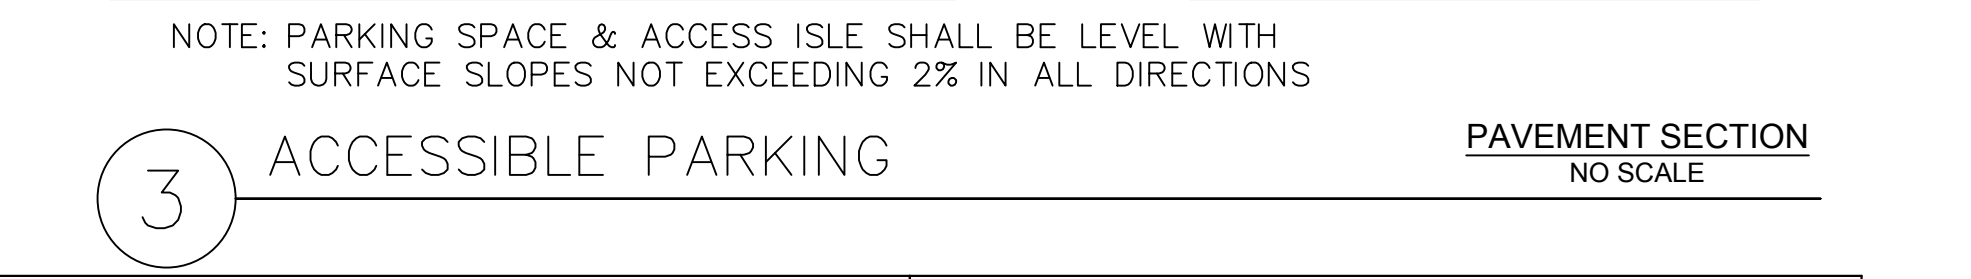 NOTE: PARKING SPACE & ACCESS ISLE SHALL BE LEVEL WITH
SURFACE SLOPES NOT EXCEEDING 2% IN ALL DIRECTIONS
3
ACCESSIBLE PARKING
PAVEMENT SECTION
NO SCALE